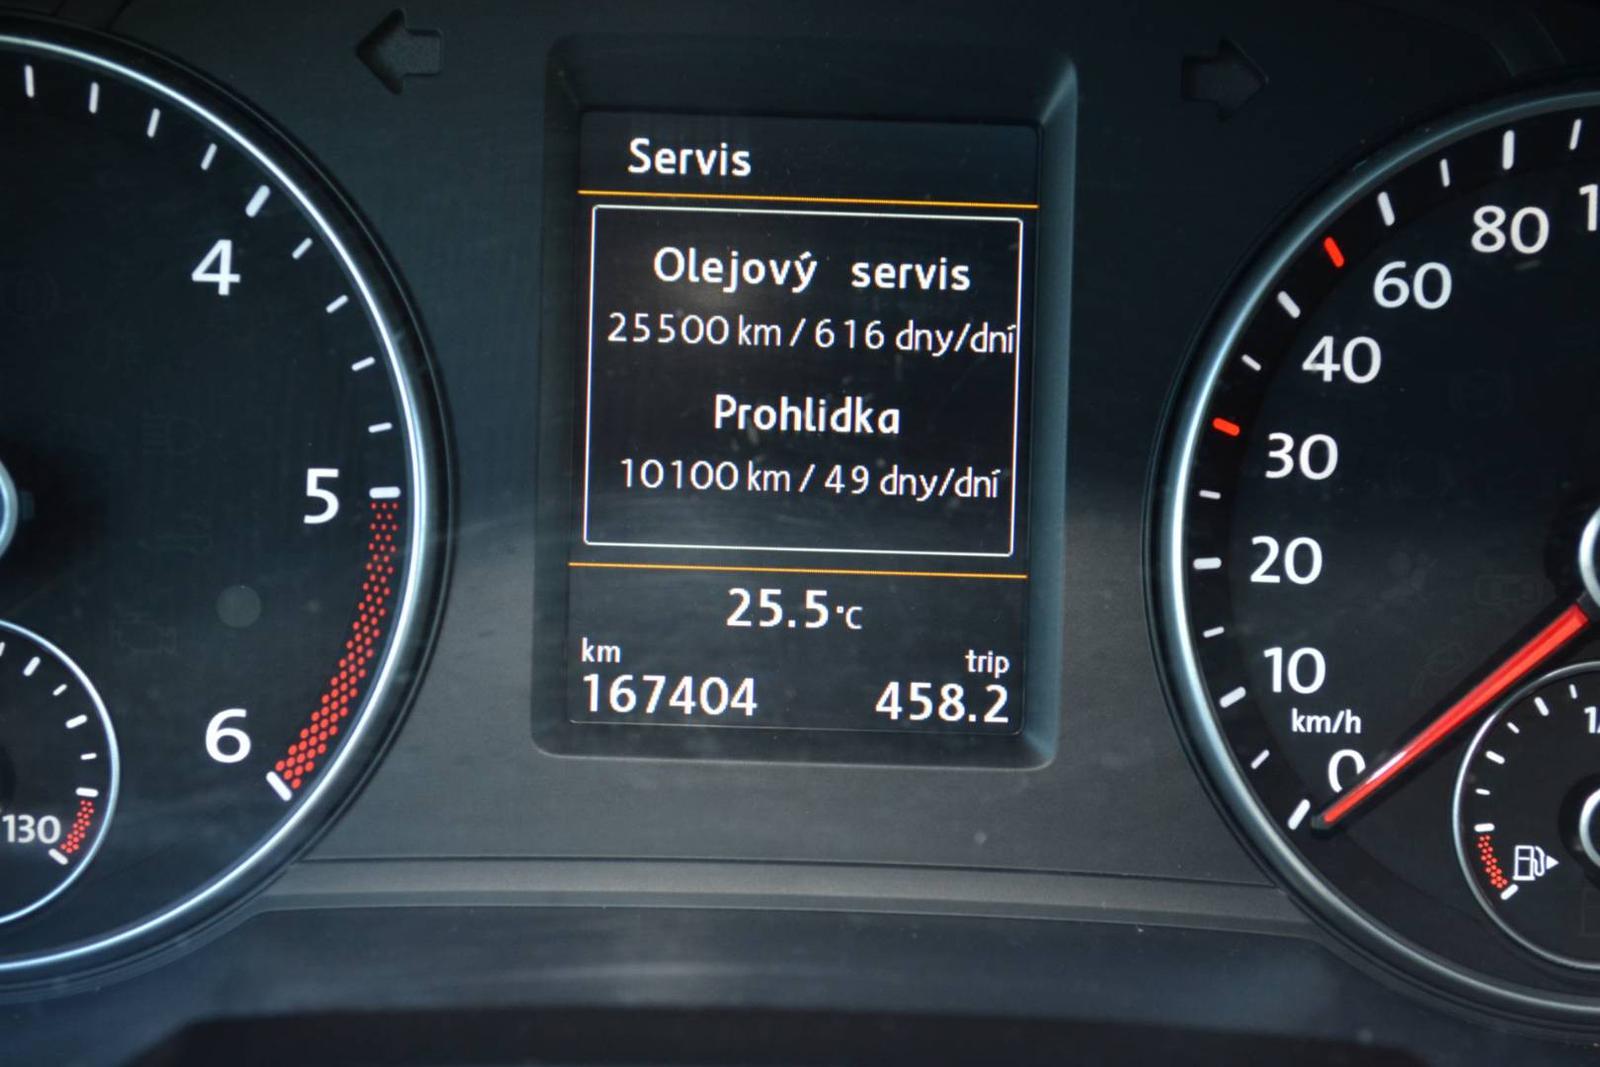 Servis
Olejový servis
25500 km / 616 dny/dní
Prohlidka
10100 km / 49 dny/dní
25.5°C
km
trip
167404
458.2
4
5
6
130
80
60
40
30
20
10
km/h
0